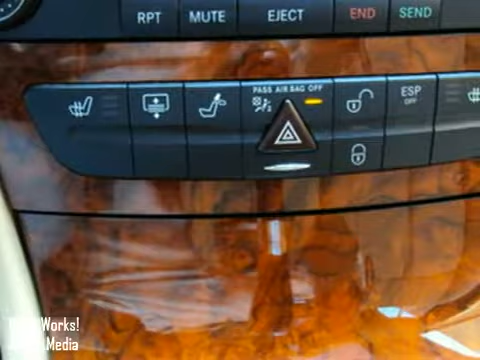 RPT MUTE EJECT END SEND
PASS AIR BAG OFF
ESP
OFF
Works!
Media